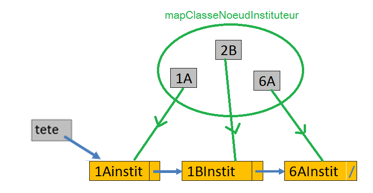 mapClasseNoeudInstituteur
2B
1A
6A
tete
1Ainstit
1BInstit
6AInstit /